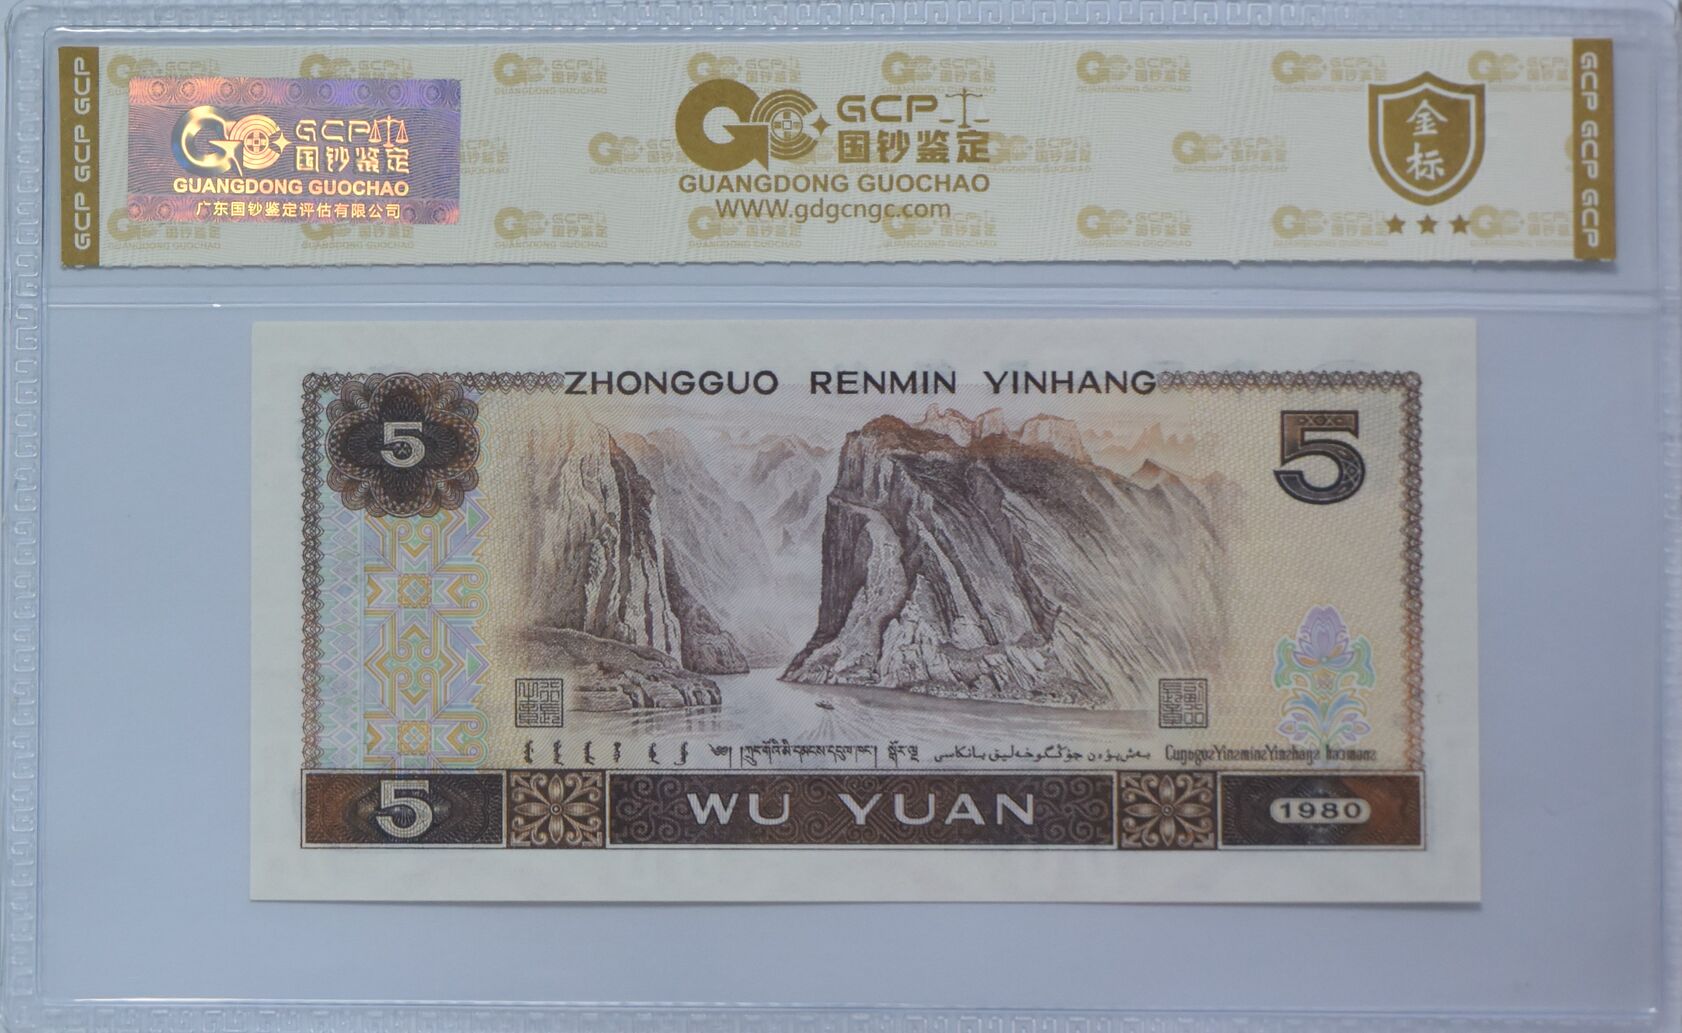 GCP GCP GCP
GCP 国钞鉴定
GUANGDONG GUOCHAO
广东国钞鉴定评估有限公司
GCP
国钞鉴定
GUANGDONG GUOCHAO
WWW.gdgcngc.com
金标
GCP GCP GCP
ZHONGGUO RENMIN YINHANG
5
5
5
WU YUAN
1980